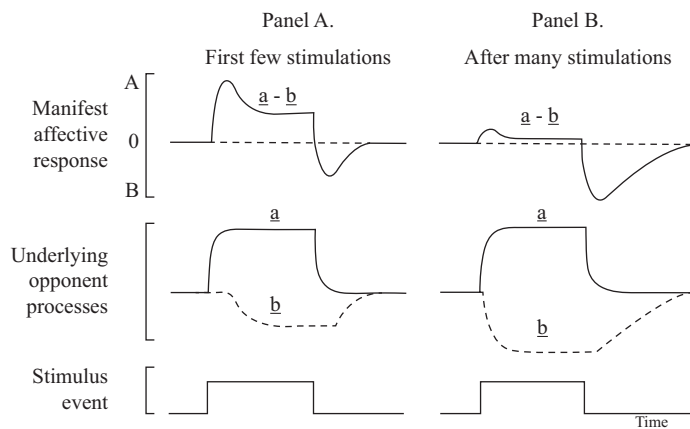 Panel A.
Panel B.
First few stimulations
After many stimulations
Manifest
affective
response
A
0
B
a - b
a - b
Underlying
opponent
processes
a
b
a
b
Stimulus
event
Time